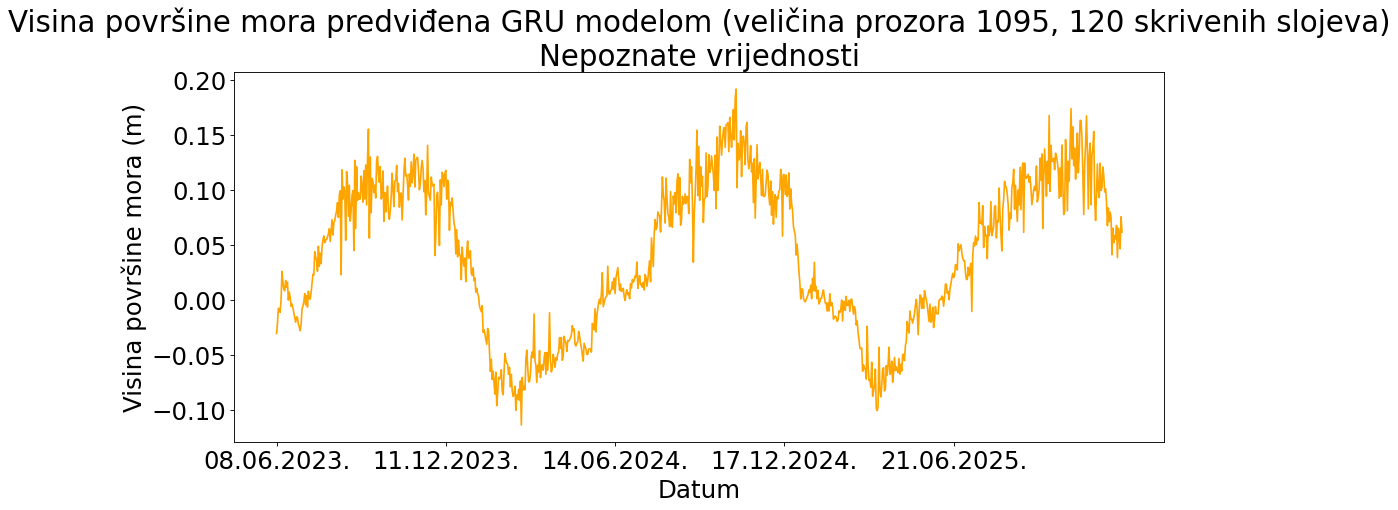 Visina površine mora predviđena GRU modelom (veličina prozora 1095, 120 skrivenih slojeva)
Nepoznate vrijednosti
Visina površine mora (m)
0.20
0.15
0.10
0.05
0.00
−0.05
−0.10
08.06.2023. 11.12.2023. 14.06.2024. 17.12.2024. 21.06.2025.
Datum